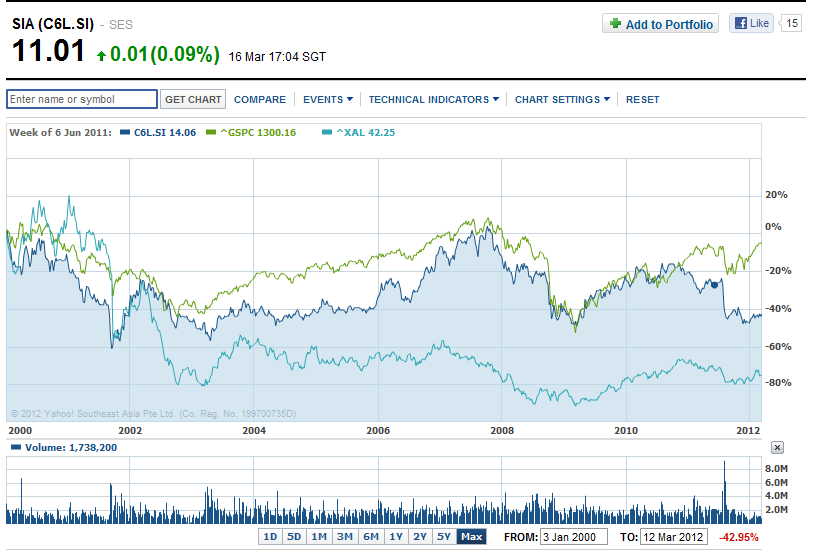 SIA (C6L.SI) - SES
Add to Portfolio
Like 15
11.01 0.01(0.09%) 16 Mar 17:04 SGT
Enter name or symbol GET CHART COMPARE EVENTS TECHNICAL INDICATORS CHART SETTINGS RESET
Week of 6 Jun 2011: C6L.SI 14.06 ^GSPC 1300.16 ^XAL 42.25
20%
0%
-20%
-40%
-60%
-80%
© 2012 Yahoo! Southeast Asia Pte Ltd. (Co. Reg. No. 199700735D)
2000 2002 2004 2006 2008 2010 2012
Volume: 1,738,200
8.0M
6.0M
4.0M
2.0M
1D 5D 1M 3M 6M 1Y 2Y 5Y Max FROM: 3 Jan 2000 TO: 12 Mar 2012 -42.95%